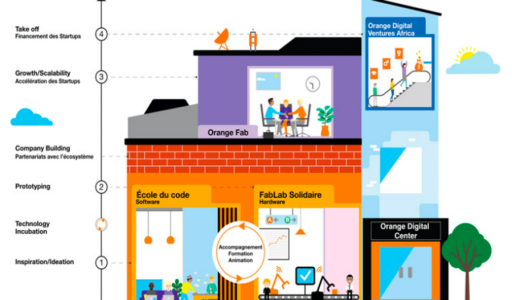 Take off
Financement des Startups
4
Orange Digital
Ventures Africa
Growth/Scalability
Accélération des Startups
3
Orange Fab
Company Building
Partenariats avec l'écosystème
Prototyping
2
École du code
Software
FabLab Solidaire
Hardware
A
B
Technology
Incubation
Accompagnement
Formation
Animation
Orange Digital
Center
Inspiration/Ideation
1